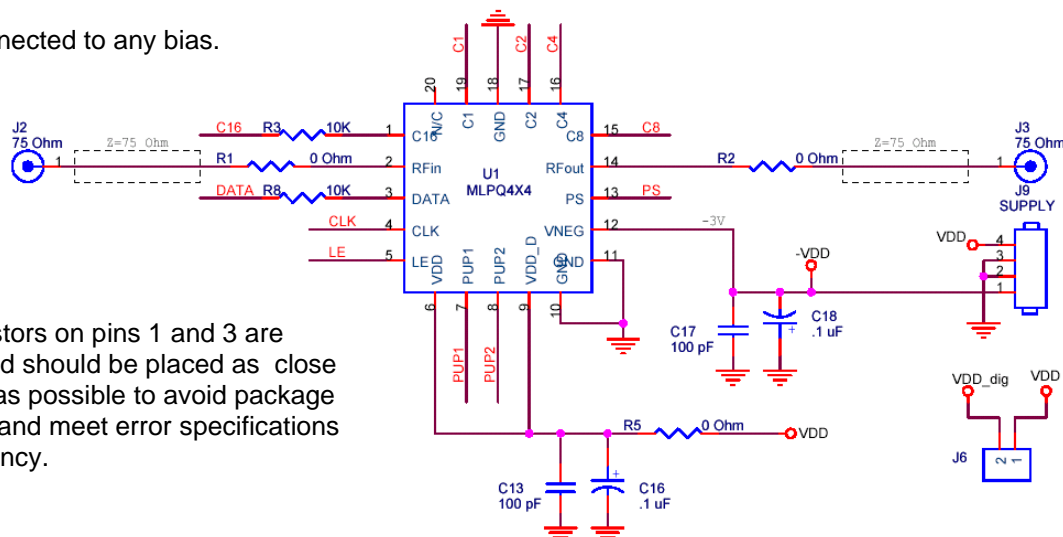 nnected to any bias.
C1
C2
C4
20
19
18
17
16
N/C
C1
GND
C2
C4
J2
75 Ohm
1
Z=75 Ohm
C16
R3
10K
1
C16
R1
0 Ohm
2
RFin
DATA
R8
10K
3
DATA
CLK
4
CLK
LE
5
LE
U1
MLPQ4X4
C8
15
C8
RFout
14
R2
0 Ohm
Z=75 Ohm
J3
75 Ohm
1
PS
13
PS
VNEG
12
-3V
GND
11
VDD
PUP1
PUP2
VDD_D
GND
6
7
8
9
10
PUP1
PUP2
J9
SUPPLY
VDD
4
3
2
1
-VDD
C17
100 pF
C18
.1 uF
+
stors on pins 1 and 3 are
d should be placed as close
as possible to avoid package
and meet error specifications
ncy.
R5
0 Ohm
VDD
C13
100 pF
C16
.1 uF
+
VDD_dig
VDD
J6
2
1